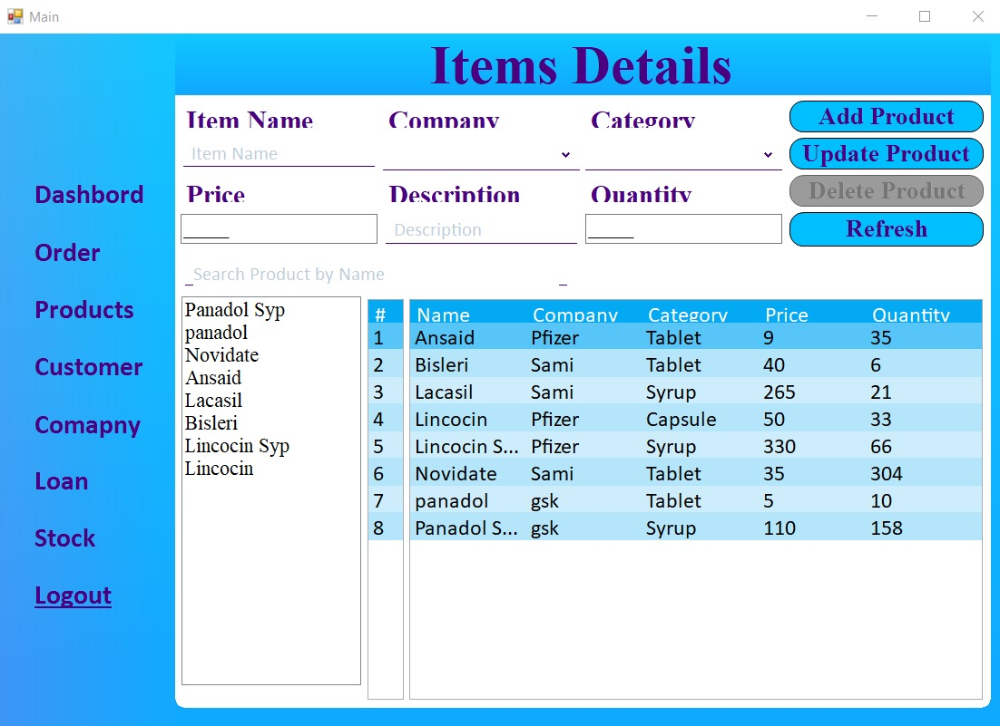 Main
Items Details
Item Name Company Category Add Product
Item Name Update Product
Dashbord Price Description Quantity Delete Product
Description Refresh
Order
Search Product by Name
Products
Customer
Comapny
Loan
Stock
Logout
Panadol Syp
panadol
Novidate
Ansaid
Lacasil
Bisleri
Lincocin Syp
Lincocin
# Name Company Category Price Quantity
1 Ansaid Pfizer Tablet 9 35
2 Bisleri Sami Tablet 40 6
3 Lacasil Sami Syrup 265 21
4 Lincocin Pfizer Capsule 50 33
5 Lincocin S... Pfizer Syrup 330 66
6 Novidate Sami Tablet 35 304
7 panadol gsk Tablet 5 10
8 Panadol S... gsk Syrup 110 158